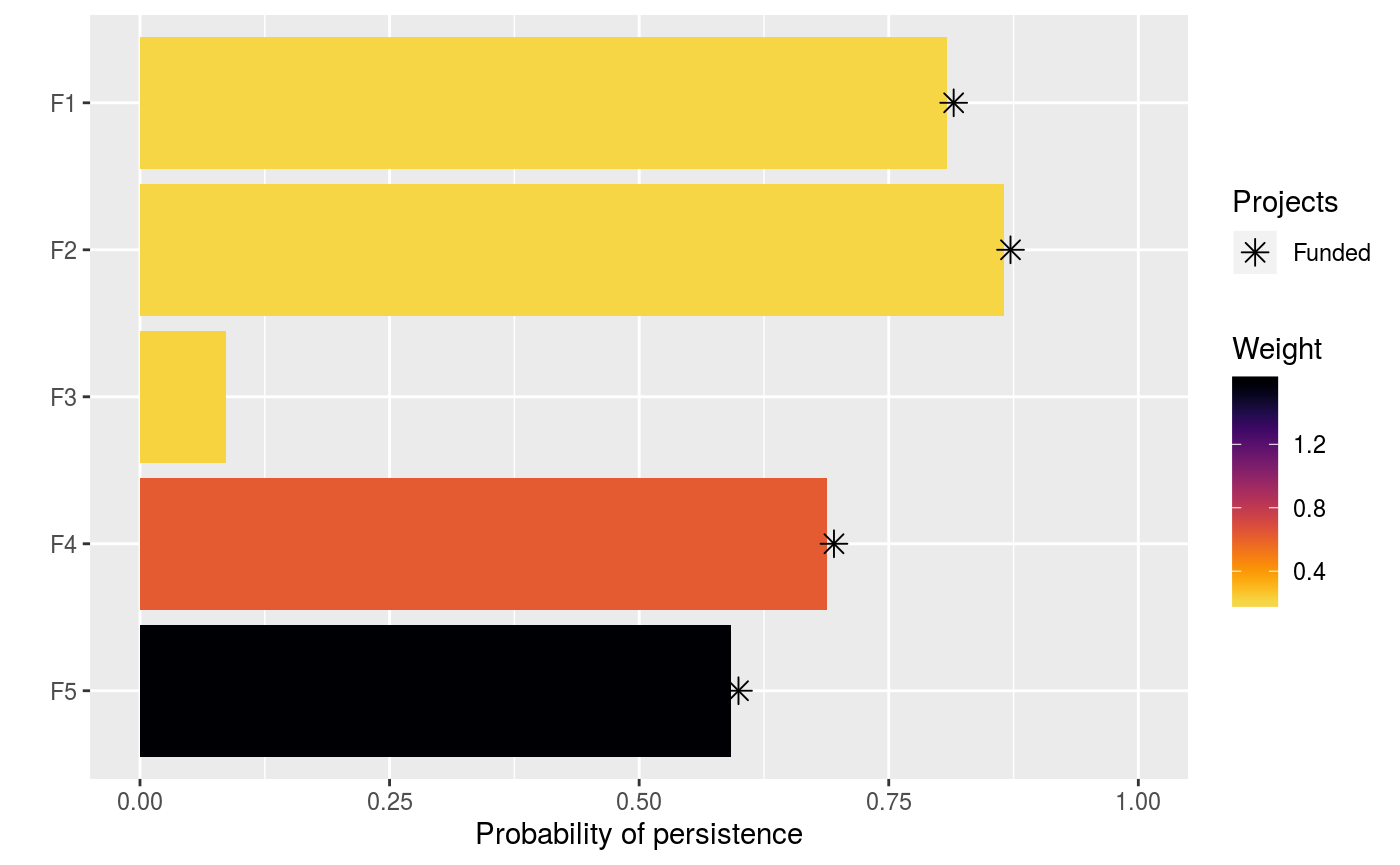 F1
F2
F3
F4
F5
0.00 0.25 0.50 0.75 1.00
Probability of persistence
Projects
Funded
Weight
1.2
0.8
0.4